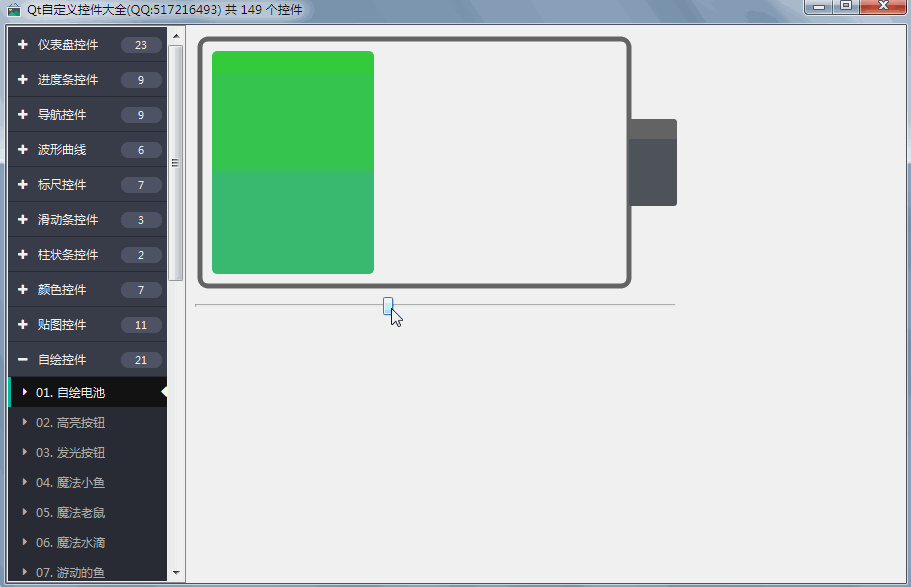 Qt自定义控件大全(QQ:517216493) 共 149 个控件
仪表盘控件 23
进度条控件 9
导航控件 9
波形曲线 6
标尺控件 7
滑动条控件 3
柱状条控件 2
颜色控件 7
贴图控件 11
自绘控件 21
01. 自绘电池
02. 高亮按钮
03. 发光按钮
04. 魔法小鱼
05. 魔法老鼠
06. 魔法水滴
07. 游动的鱼